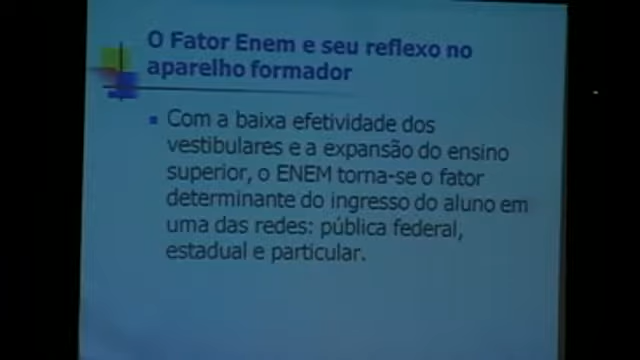 O Fator Enem e seu reflexo no
aparelho formador
Com a baixa efetividade dos
vestibulares e a expansão do ensino
superior, o ENEM torna-se o fator
determinante do ingresso do aluno em
uma das redes: pública federal,
estadual e particular.